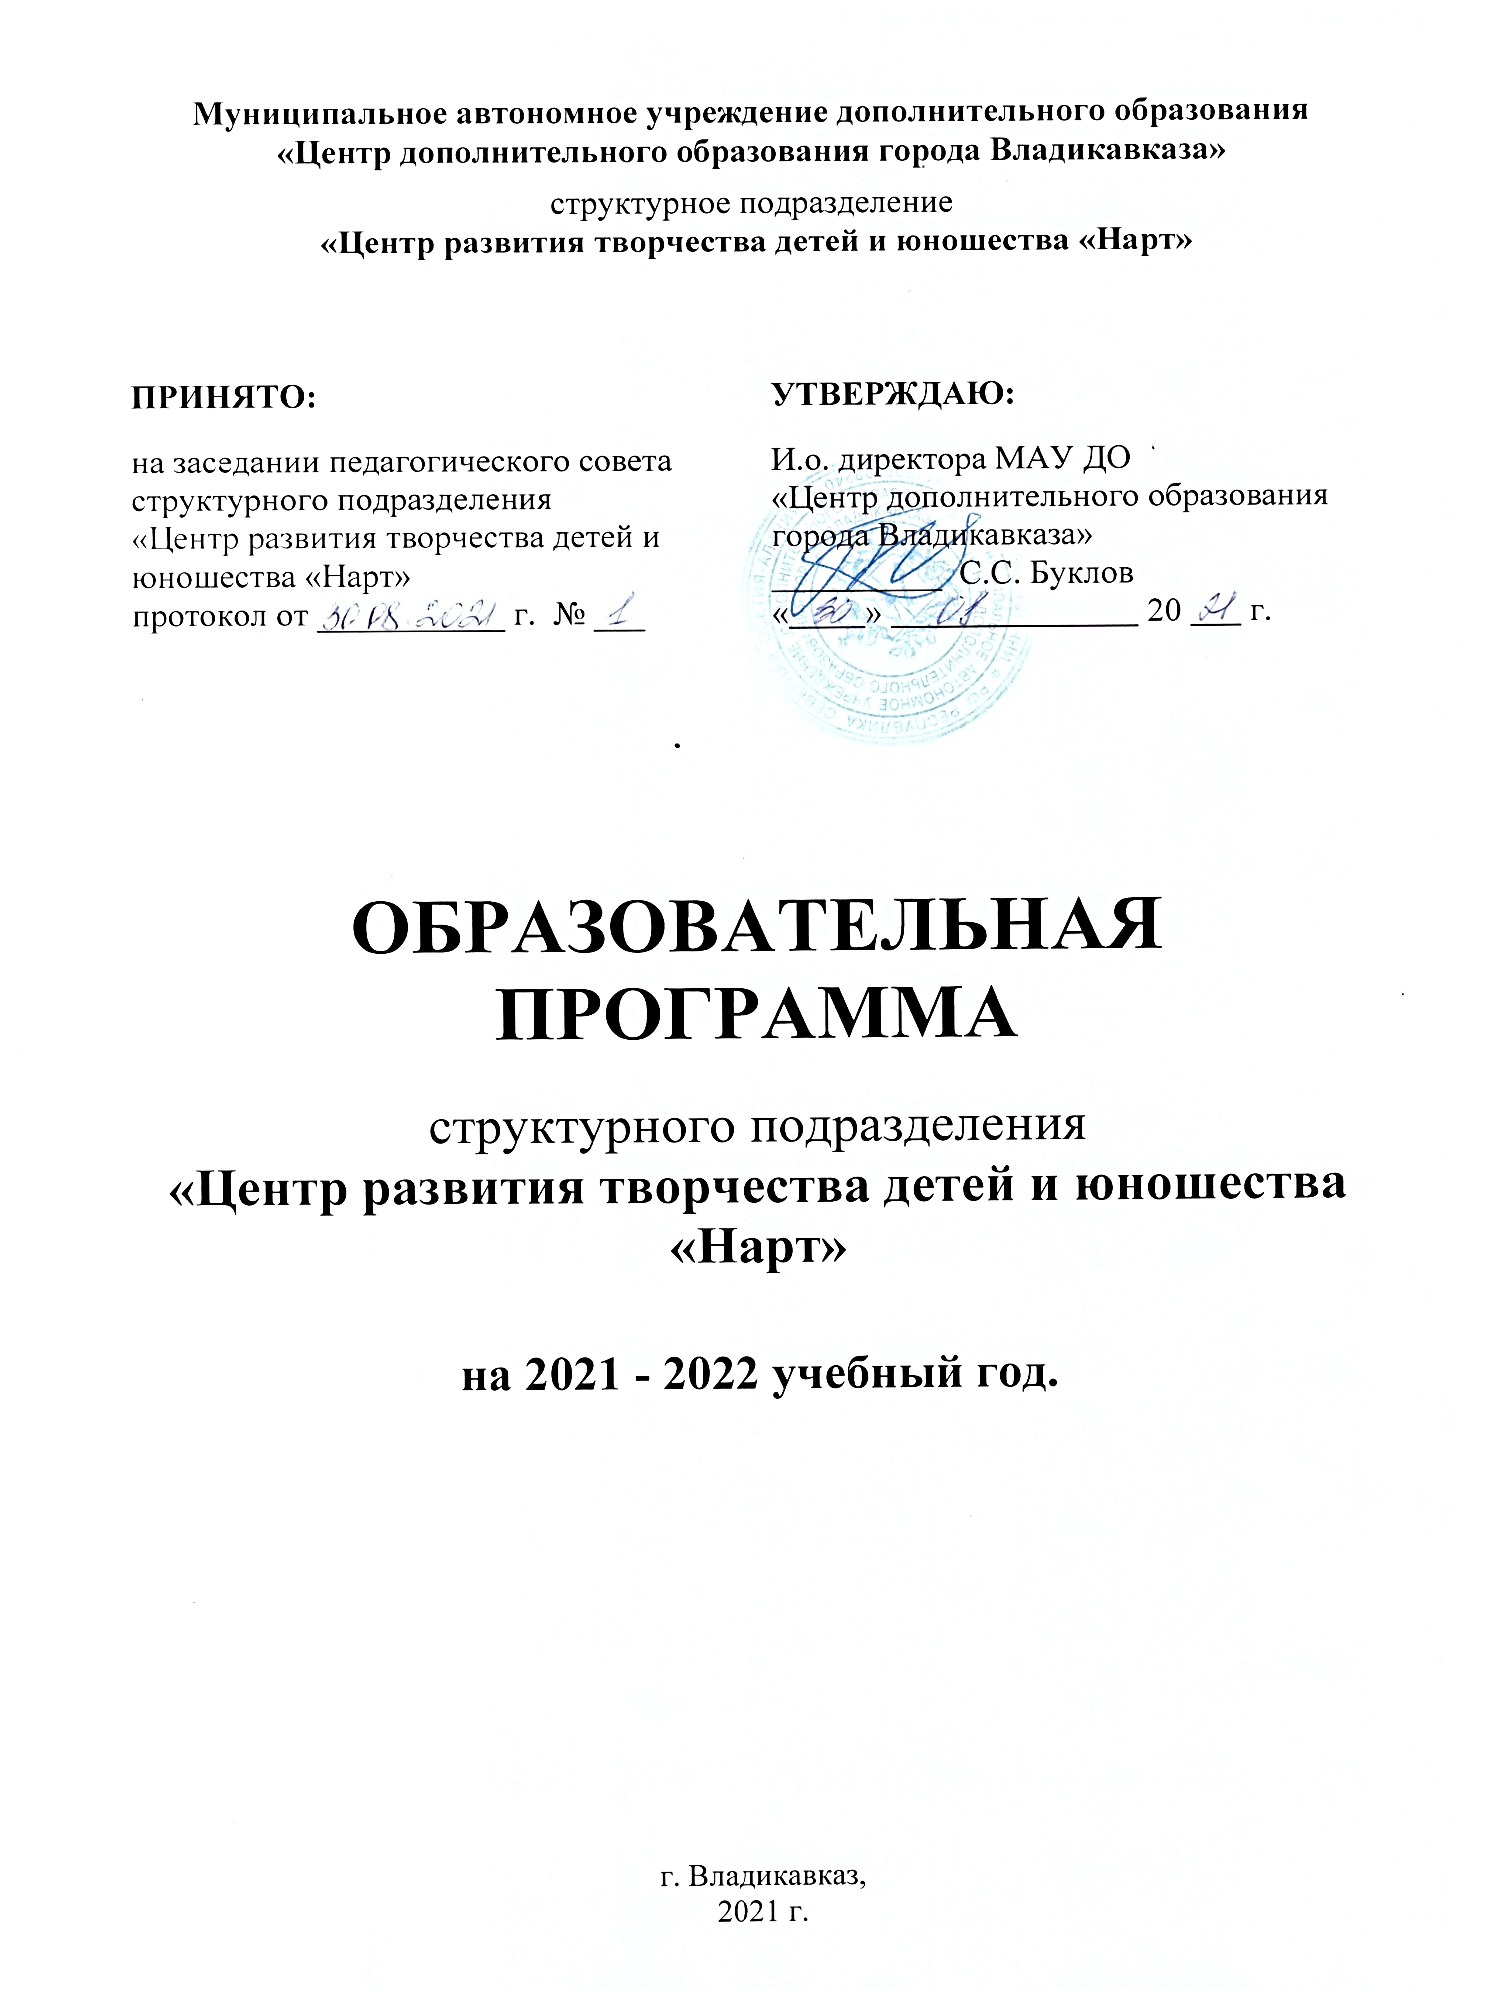 Муниципальное автономное учреждение дополнительного образования
«Центр дополнительного образования города Владикавказа»
структурное подразделение
«Центр развития творчества детей и юношества «Нарт»
ПРИНЯТО:
на заседании педагогического совета
структурного подразделения
«Центр развития творчества детей и
юношества «Нарт»
протокол от 30.08.2021 г. № 1
УТВЕРЖДАЮ:
И.о. директора МАУ ДО
«Центр дополнительного образования
города Владикавказа»
С.С. Буклов
«30» 08 20 21 г.
ОБРАЗОВАТЕЛЬНАЯ
ПРОГРАММА
структурного подразделения
«Центр развития творчества детей и юношества
«Нарт»
на 2021 - 2022 учебный год.
г. Владикавказ,
2021 г.